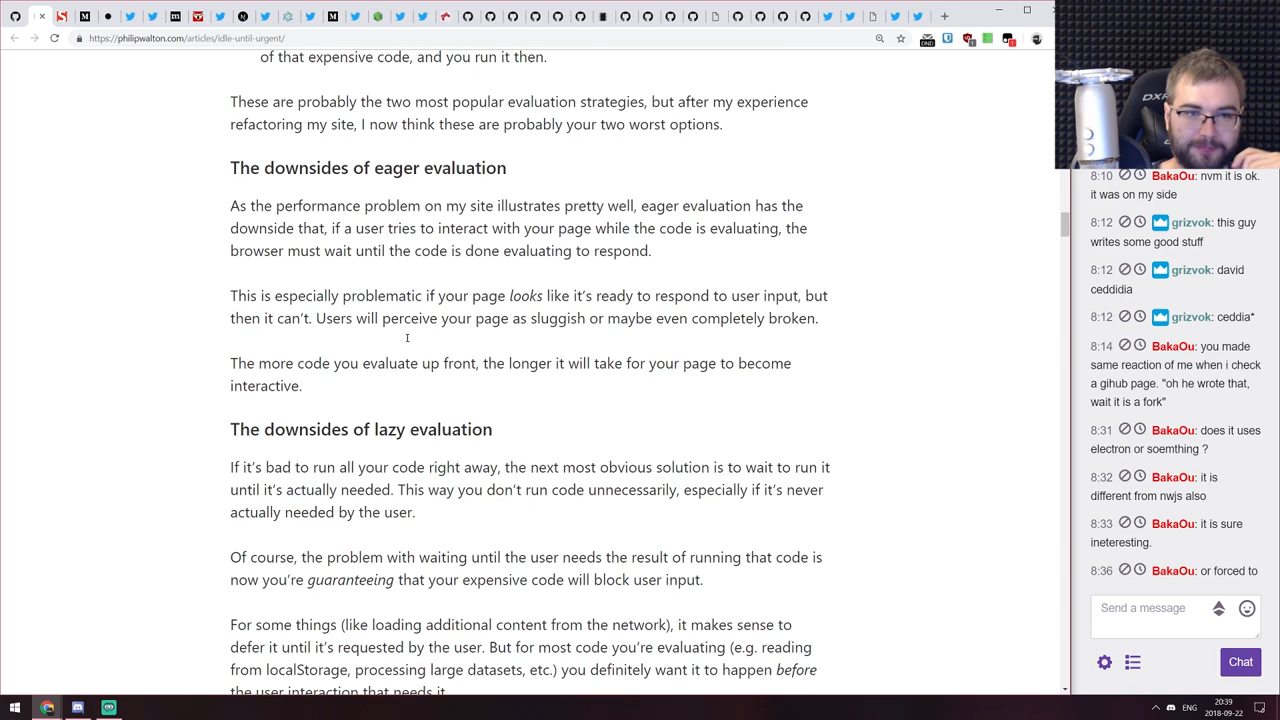 https://philipwalton.com/articles/idle-until-urgent/
of that expensive code, and you run it then.
These are probably the two most popular evaluation strategies, but after my experience
refactoring my site, I now think these are probably your two worst options.
The downsides of eager evaluation
As the performance problem on my site illustrates pretty well, eager evaluation has the
downside that, if a user tries to interact with your page while the code is evaluating, the
browser must wait until the code is done evaluating to respond.
This is especially problematic if your page looks like it’s ready to respond to user input, but
then it can’t. Users will perceive your page as sluggish or maybe even completely broken.
The more code you evaluate up front, the longer it will take for your page to become
interactive.
The downsides of lazy evaluation
If it’s bad to run all your code right away, the next most obvious solution is to wait to run it
until it’s actually needed. This way you don’t run code unnecessarily, especially if it’s never
actually needed by the user.
Of course, the problem with waiting until the user needs the result of running that code is
now you’re guaranteeing that your expensive code will block user input.
For some things (like loading additional content from the network), it makes sense to
defer it until it’s requested by the user. But for most code you’re evaluating (e.g. reading
from localStorage, processing large datasets, etc.) you definitely want it to happen before
the user interaction that needs it.
DXR
8:10 BakaOu: nvm it is ok.
it was on my side
8:12 grizvok: this guy
writes some good stuff
8:12 grizvok: david
ceddidia
8:12 grizvok: ceddia*
8:14 BakaOu: you made
same reaction of me when i check
a gihub page. "oh he wrote that,
wait it is a fork"
8:31 BakaOu: does it uses
electron or soemthing ?
8:32 BakaOu: it is
different from nwjs also
8:33 BakaOu: it is sure
ineteresting.
8:36 BakaOu: or forced to
Send a message
Chat
ENG
20:39
2018-09-22